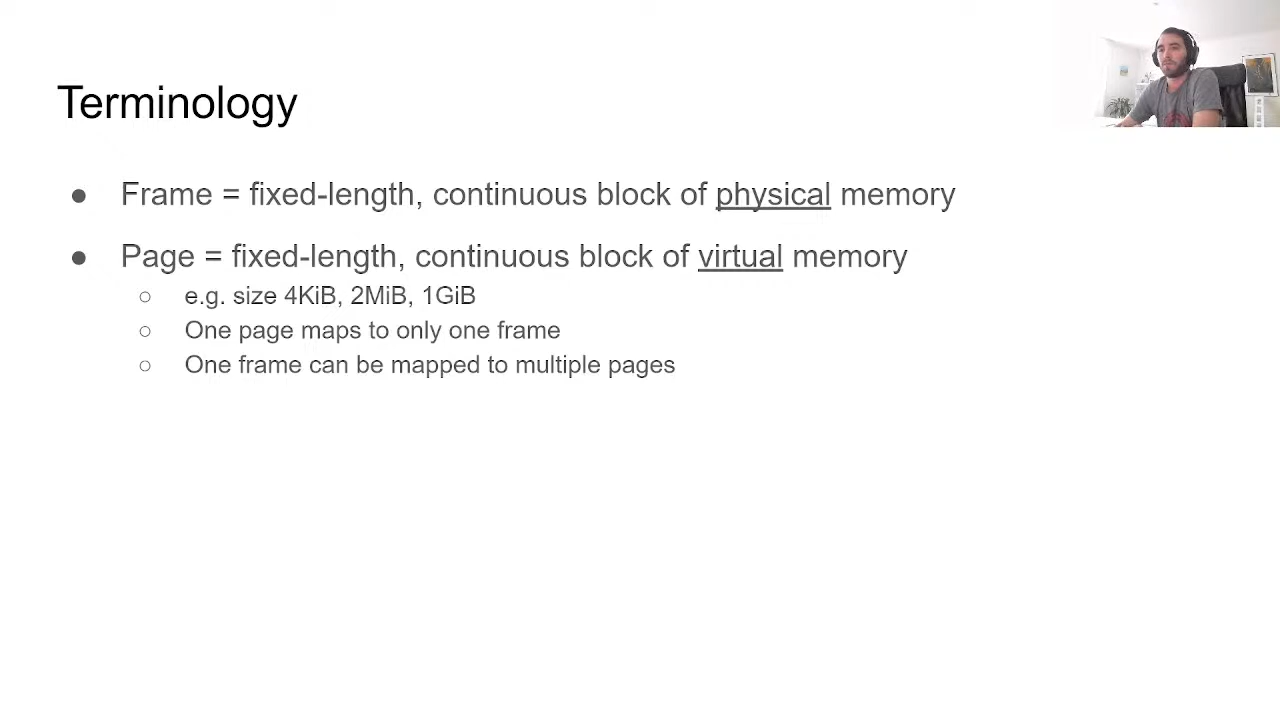 Terminology
● Frame = fixed-length, continuous block of physical memory
● Page = fixed-length, continuous block of virtual memory
○ e.g. size 4KiB, 2MiB, 1GiB
○ One page maps to only one frame
○ One frame can be mapped to multiple pages